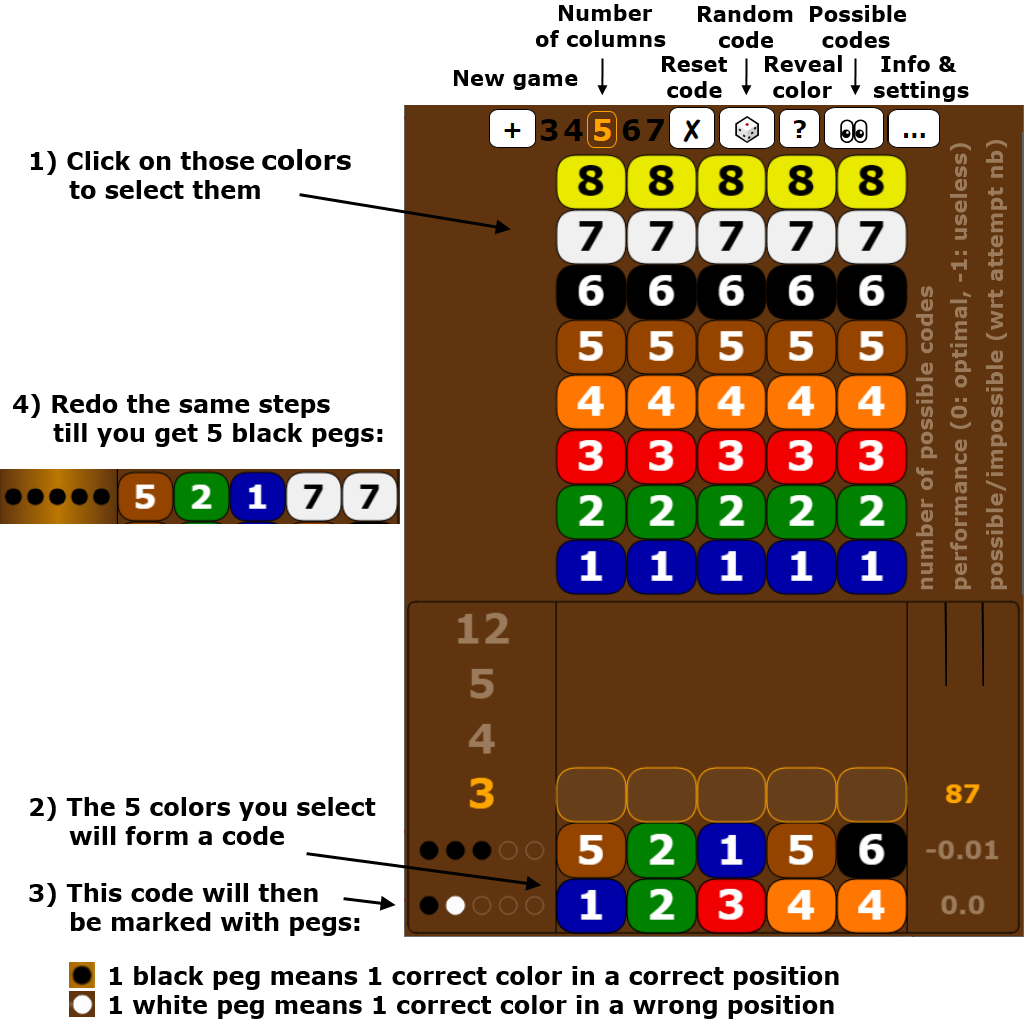 Number
of columns
Random
code
Possible
codes
New game
Reset
code
Reveal
color
Info &
settings
+ 3 4 5 6 7 ✗ ? ...
1) Click on those colors
to select them
8 8 8 8 8
7 7 7 7 7
6 6 6 6 6
5 5 5 5 5
4 4 4 4 4
3 3 3 3 3
2 2 2 2 2
1 1 1 1 1
number of possible codes
performance (0: optimal, -1: useless)
possible/impossible (wrt attempt nb)
4) Redo the same steps
till you get 5 black pegs:
5 2 1 7 7
12
5
4
3 87
2) The 5 colors you select
will form a code
5 2 1 5 6 -0.01
3) This code will then
be marked with pegs:
1 2 3 4 4 0.0
1 black peg means 1 correct color in a correct position
1 white peg means 1 correct color in a wrong position